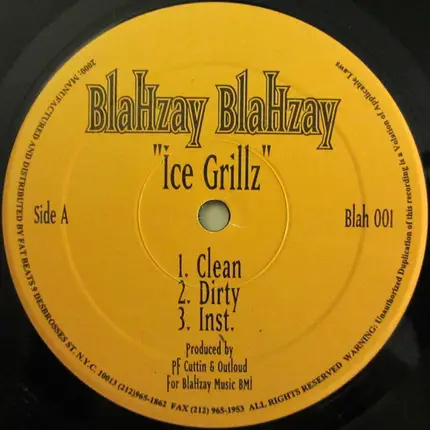 BlaHzay BlaHzay
"Ice Grillz"
Side A
Blah 001
1. Clean
2. Dirty
3. Inst.
Produced by
PF Cuttin & Outloud
For BlaHzay Music BMI
2000: MANUFACTURED AND DISTRIBUTED BY FAT BEATS 9 DESBROSSES ST. N.Y.C. 10013 (212)965-1862 FAX (212) 965-1953 ALL RIGHTS RESERVED WARNING: Unauthorized Duplication of this recording is a Violation of Applicable Laws